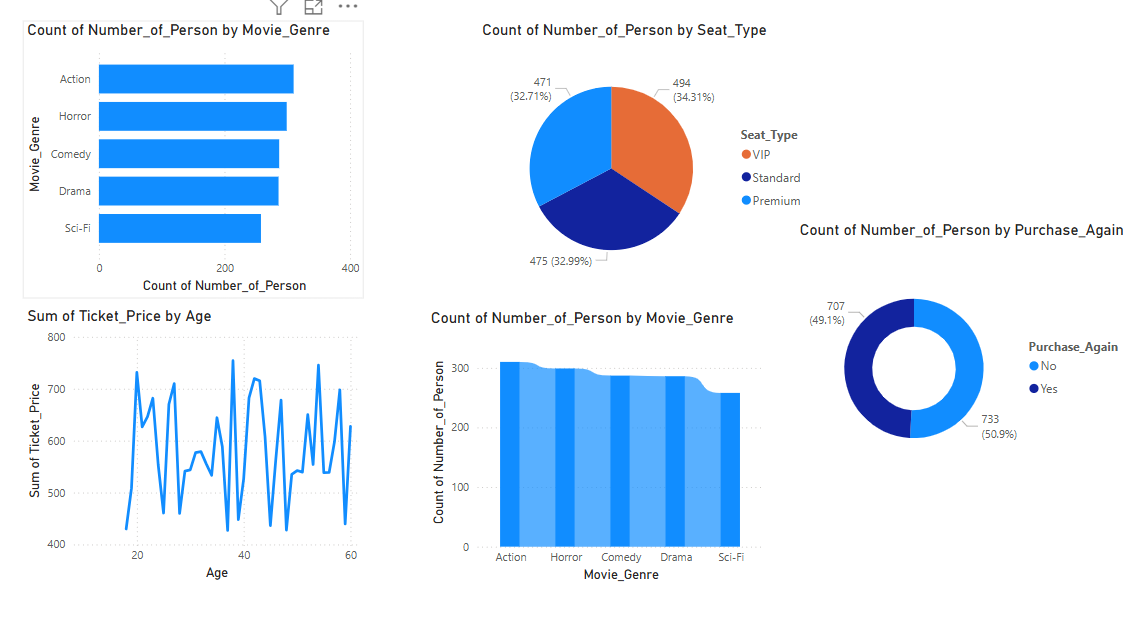 Count of Number_of_Person by Movie_Genre
Movie_Genre
Action
Horror
Comedy
Drama
Sci-Fi
0 200 400
Count of Number_of_Person
Count of Number_of_Person by Seat_Type
471
(32.71%)
494
(34.31%)
475 (32.99%)
Seat_Type
VIP
Standard
Premium
Count of Number_of_Person by Purchase_Again
707
(49.1%)
733
(50.9%)
Purchase_Again
No
Yes
Sum of Ticket_Price by Age
Sum of Ticket_Price
800
700
600
500
400
20 40 60
Age
Count of Number_of_Person by Movie_Genre
Count of Number_of_Person
300
200
100
0
Action Horror Comedy Drama Sci-Fi
Movie_Genre